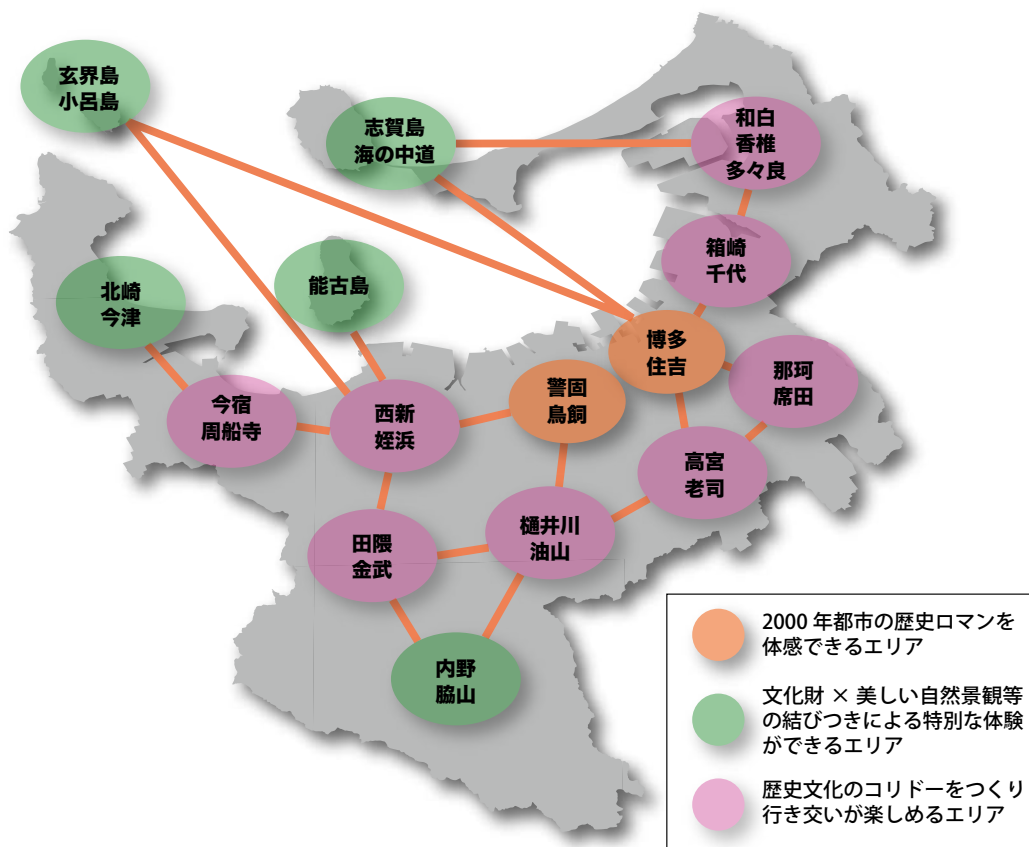 玄界島
小呂島
志賀島
海の中道
和白
香椎
多々良
箱崎
千代
北崎
今津
能古島
博多
住吉
那珂
席田
警固
鳥飼
今宿
周船寺
西新
姪浜
高宮
老司
樋井川
油山
田隈
金武
内野
脇山
2000 年都市の歴史ロマンを
体感できるエリア
文化財 × 美しい自然景観等
の結びつきによる特別な体験
ができるエリア
歴史文化のコリドーをつくり
行き交いが楽しめるエリア